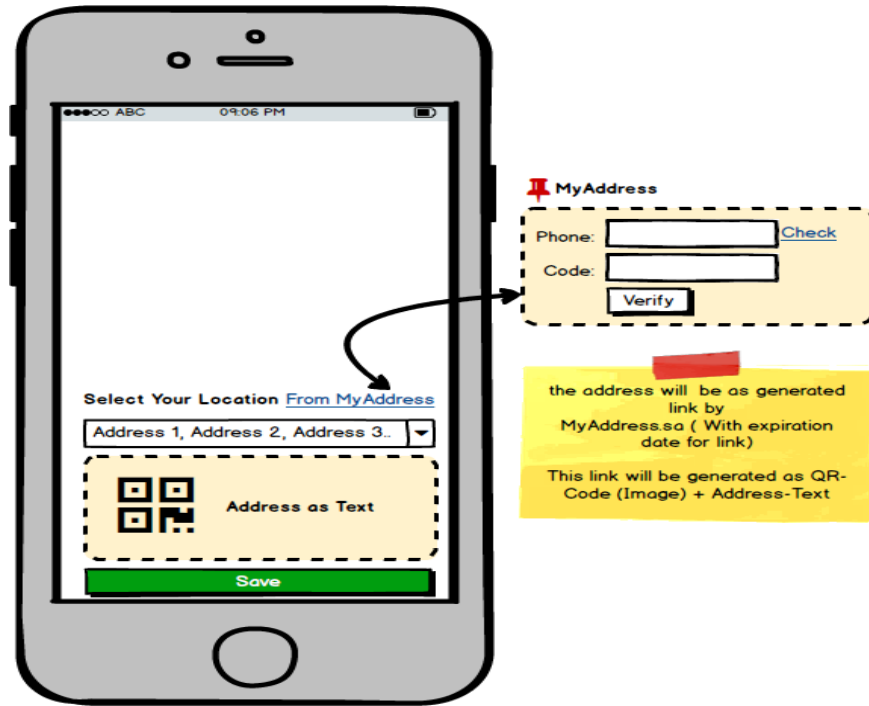 ABC 09:06 PM
Select Your Location From MyAddress
Address 1, Address 2, Address 3..
Address as Text
Save
MyAddress
Phone: Check
Code:
Verify
the address will be as generated
link by
MyAddress.sa ( With expiration
date for link)
This link will be generated as QR-
Code (Image) + Address-Text